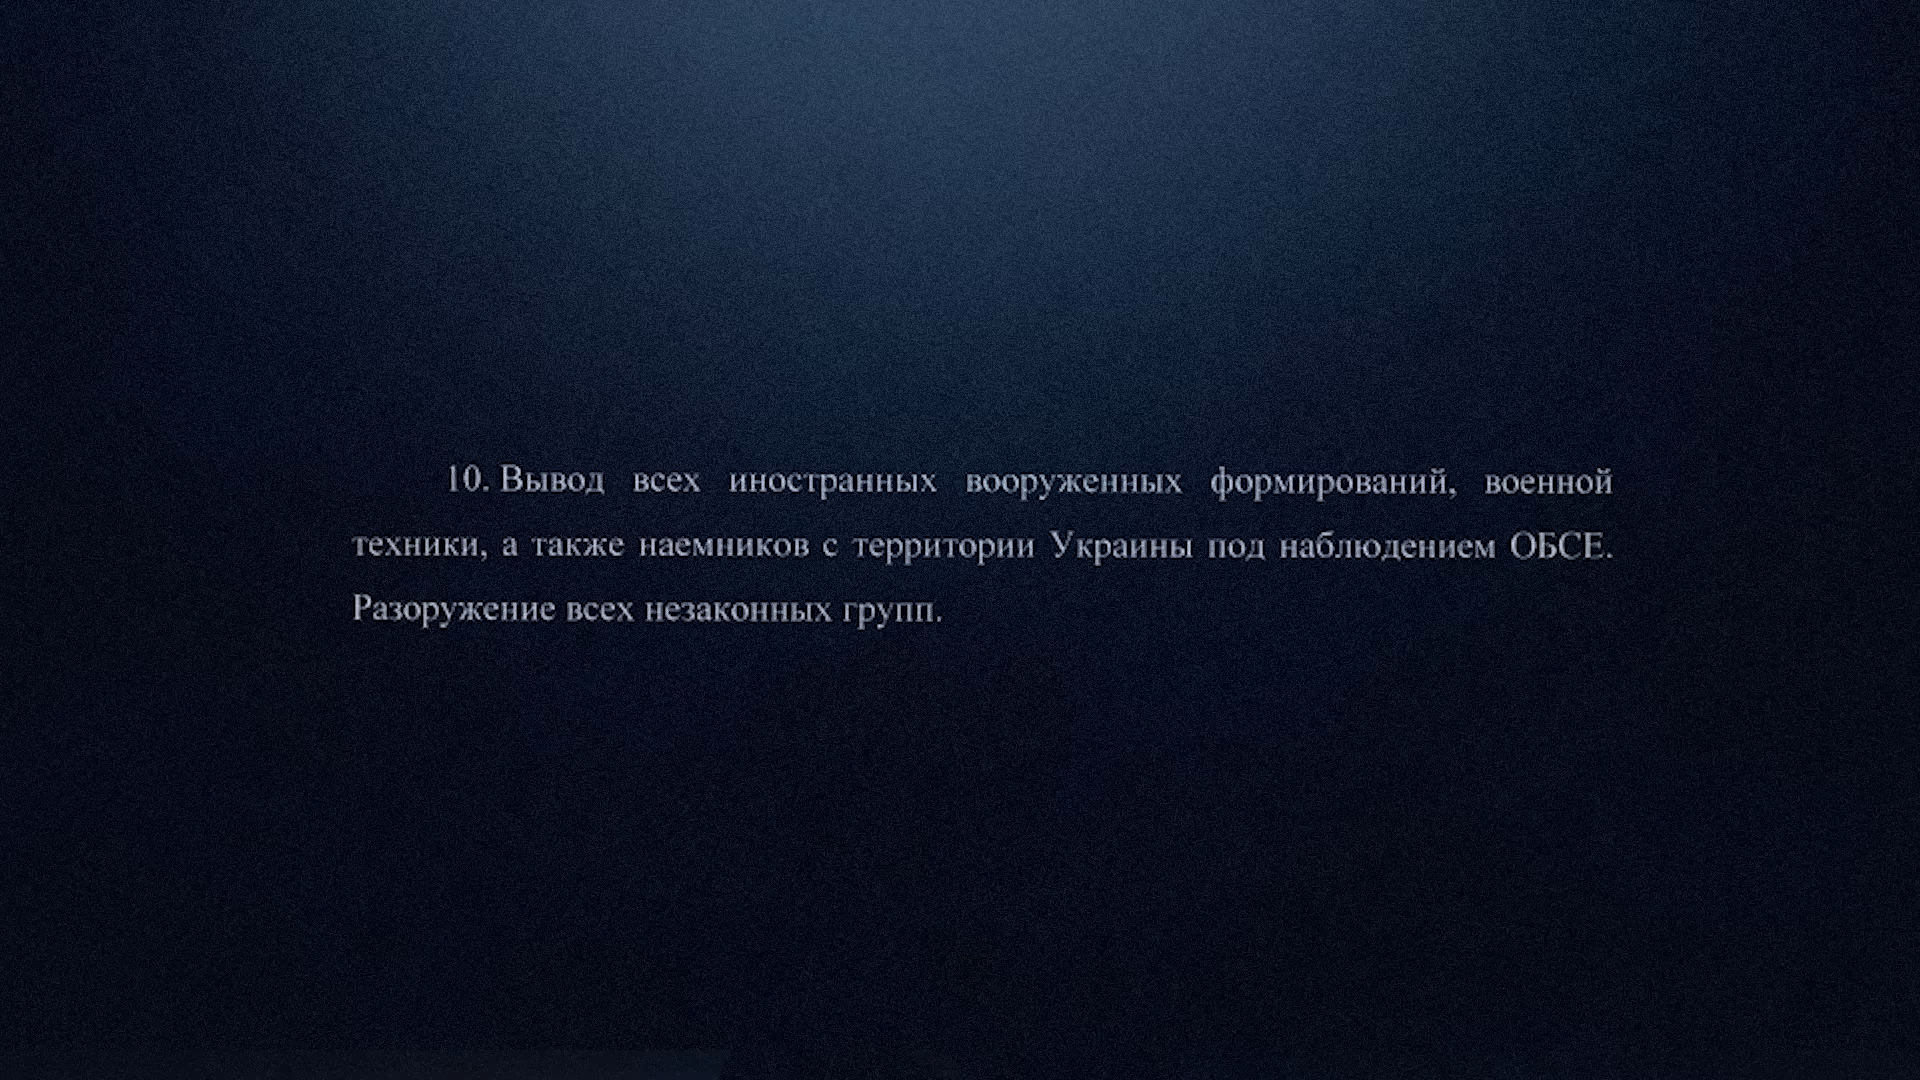 10. Вывод всех иностранных вооруженных формирований, военной
техники, а также наемников с территории Украины под наблюдением ОБСЕ.
Разоружение всех незаконных групп.